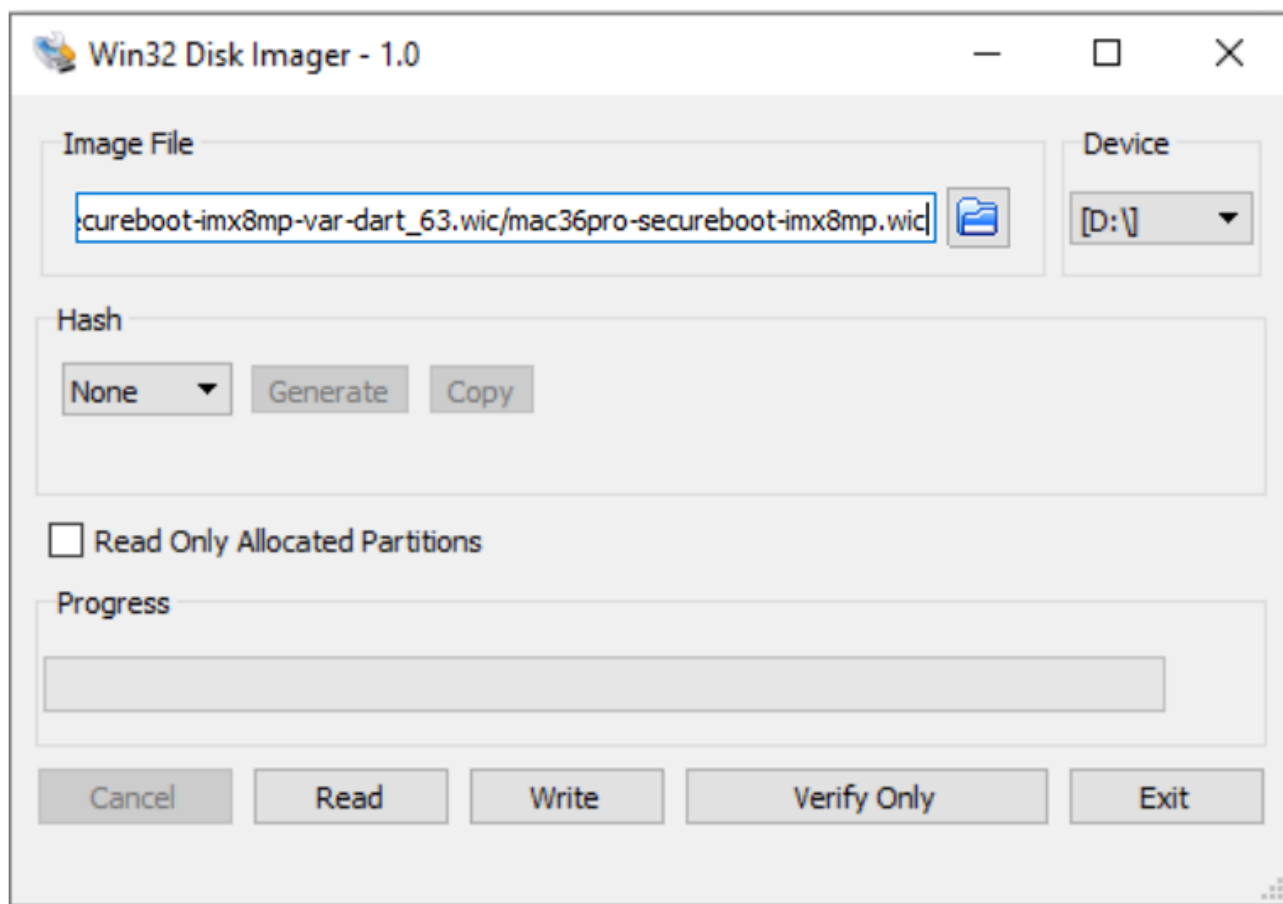 Win32 Disk Imager - 1.0
Image File
Device
ecureboot-imx8mp-var-dart_63.wic/mac36pro-secureboot-imx8mp.wic
[D:\]
Hash
None
Generate
Copy
Read Only Allocated Partitions
Progress
Cancel
Read
Write
Verify Only
Exit